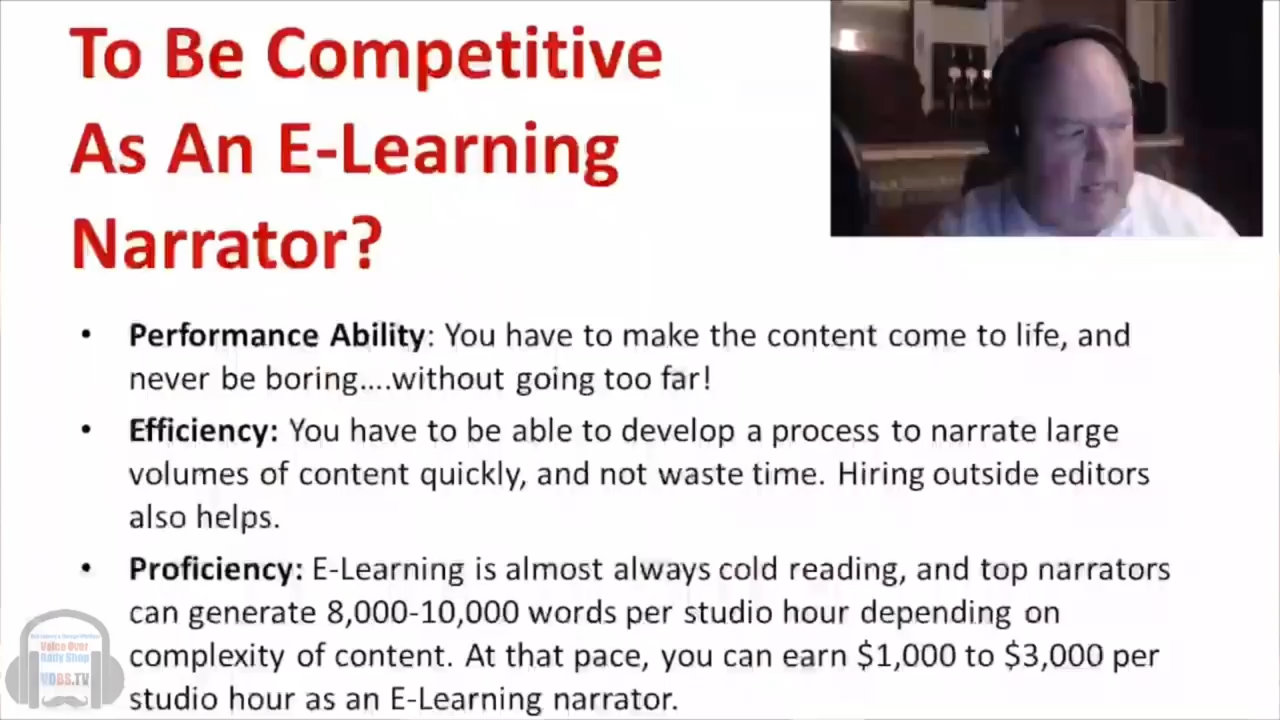 To Be Competitive
As An E-Learning
Narrator?
• Performance Ability: You have to make the content come to life, and
never be boring....without going too far!
• Efficiency: You have to be able to develop a process to narrate large
volumes of content quickly, and not waste time. Hiring outside editors
also helps.
• Proficiency: E-Learning is almost always cold reading, and top narrators
can generate 8,000-10,000 words per studio hour depending on
complexity of content. At that pace, you can earn $1,000 to $3,000 per
studio hour as an E-Learning narrator.
Voice Over
VOBS.TV